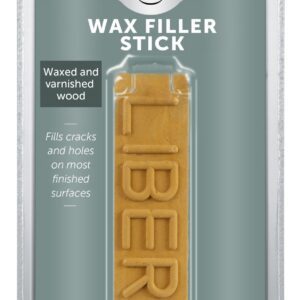 WAX FILLER
STICK
Waxed and
varnished
wood
Fills cracks
and holes
on most
finished
surfaces
LIBER